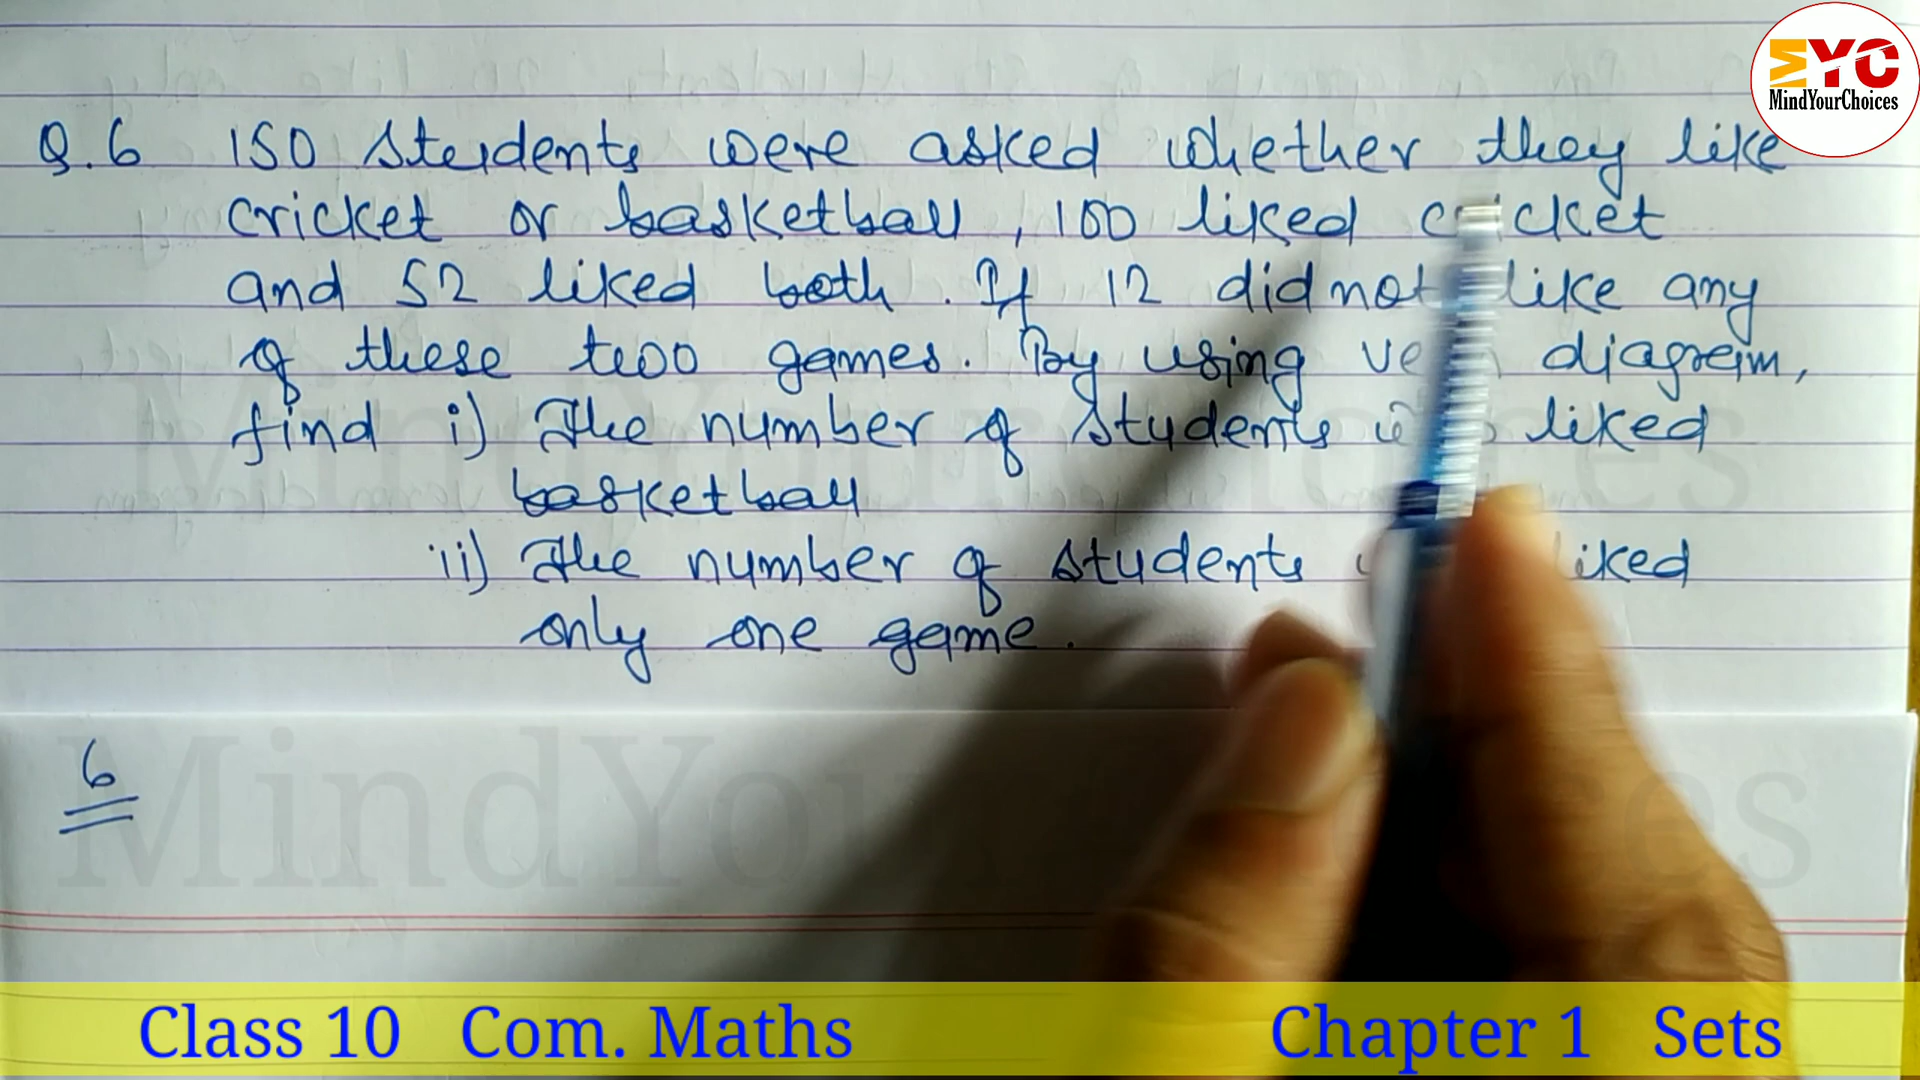 MYC
MindYourChoices
Q.6 150 students were asked whether they like
cricket or basketball, 100 liked cricket
and 52 liked both. If 12 did not like any
of these two games. By using diagram,
find i) The number of students liked
basketball
ii) The number of students liked
only one game.
MindYourChoices
6
MindYourChoices
Class 10 Com. Maths Chapter 1 Sets